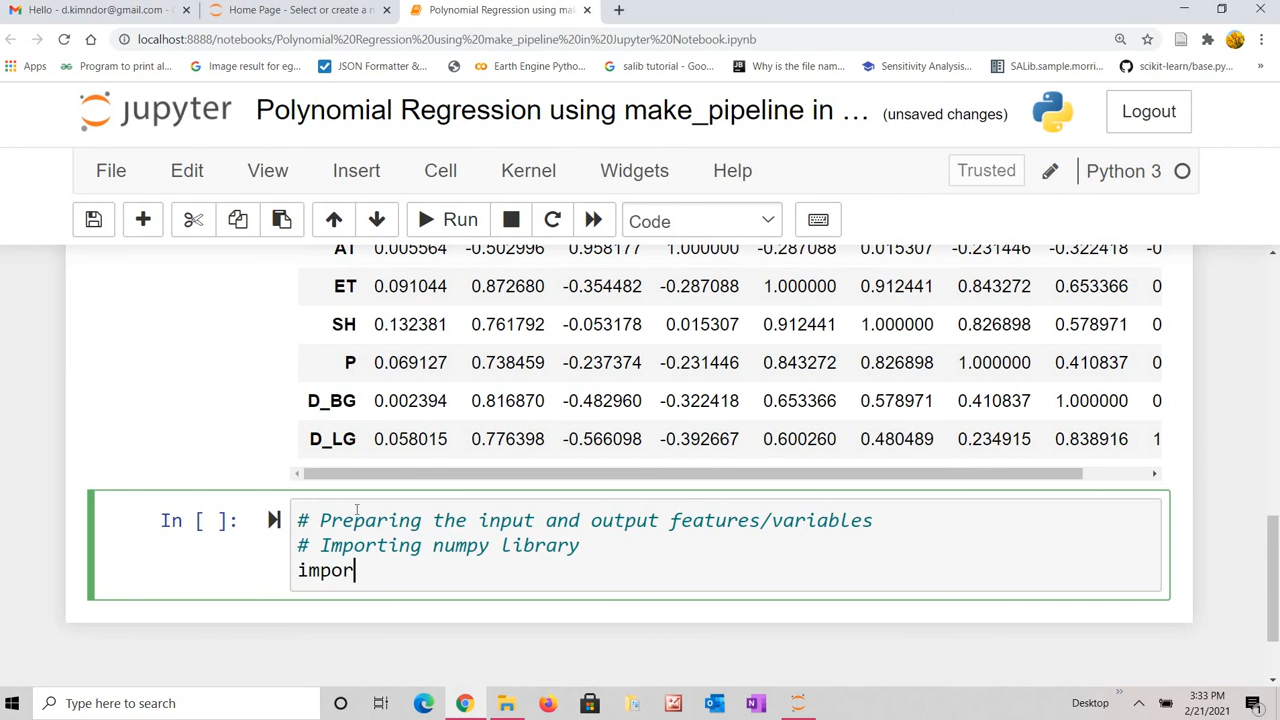 Hello - d.kimndor@gmail.com -
Home Page - Select or create a n
Polynomial Regression using mak
localhost:8888/notebooks/Polynomial%20Regression%20using%20make_pipeline%20in%20Jupyter%20Notebook.ipynb
Apps Program to print al... Image result for eg... JSON Formatter &... Earth Engine Pytho... salib tutorial - Goo... Why is the file nam... Sensitivity Analysi... SALib.sample.morri... scikit-learn/base.py... »
jupyter Polynomial Regression using make_pipeline in ... (unsaved changes) Logout
File Edit View Insert Cell Kernel Widgets Help Trusted Python 3
Run Code
AT 0.005564 -0.502996 0.958177 1.000000 -0.287088 0.015307 -0.231446 -0.322418 -0
ET 0.091044 0.872680 -0.354482 -0.287088 1.000000 0.912441 0.843272 0.653366 0
SH 0.132381 0.761792 -0.053178 0.015307 0.912441 1.000000 0.826898 0.578971 0
P 0.069127 0.738459 -0.237374 -0.231446 0.843272 0.826898 1.000000 0.410837 0
D_BG 0.002394 0.816870 -0.482960 -0.322418 0.653366 0.578971 0.410837 1.000000 0
D_LG 0.058015 0.776398 -0.566098 -0.392667 0.600260 0.480489 0.234915 0.838916 1
In [ ]: # Preparing the input and output features/variables
# Importing numpy library
impor
Type here to search
Desktop » 3:33 PM
2/21/2021